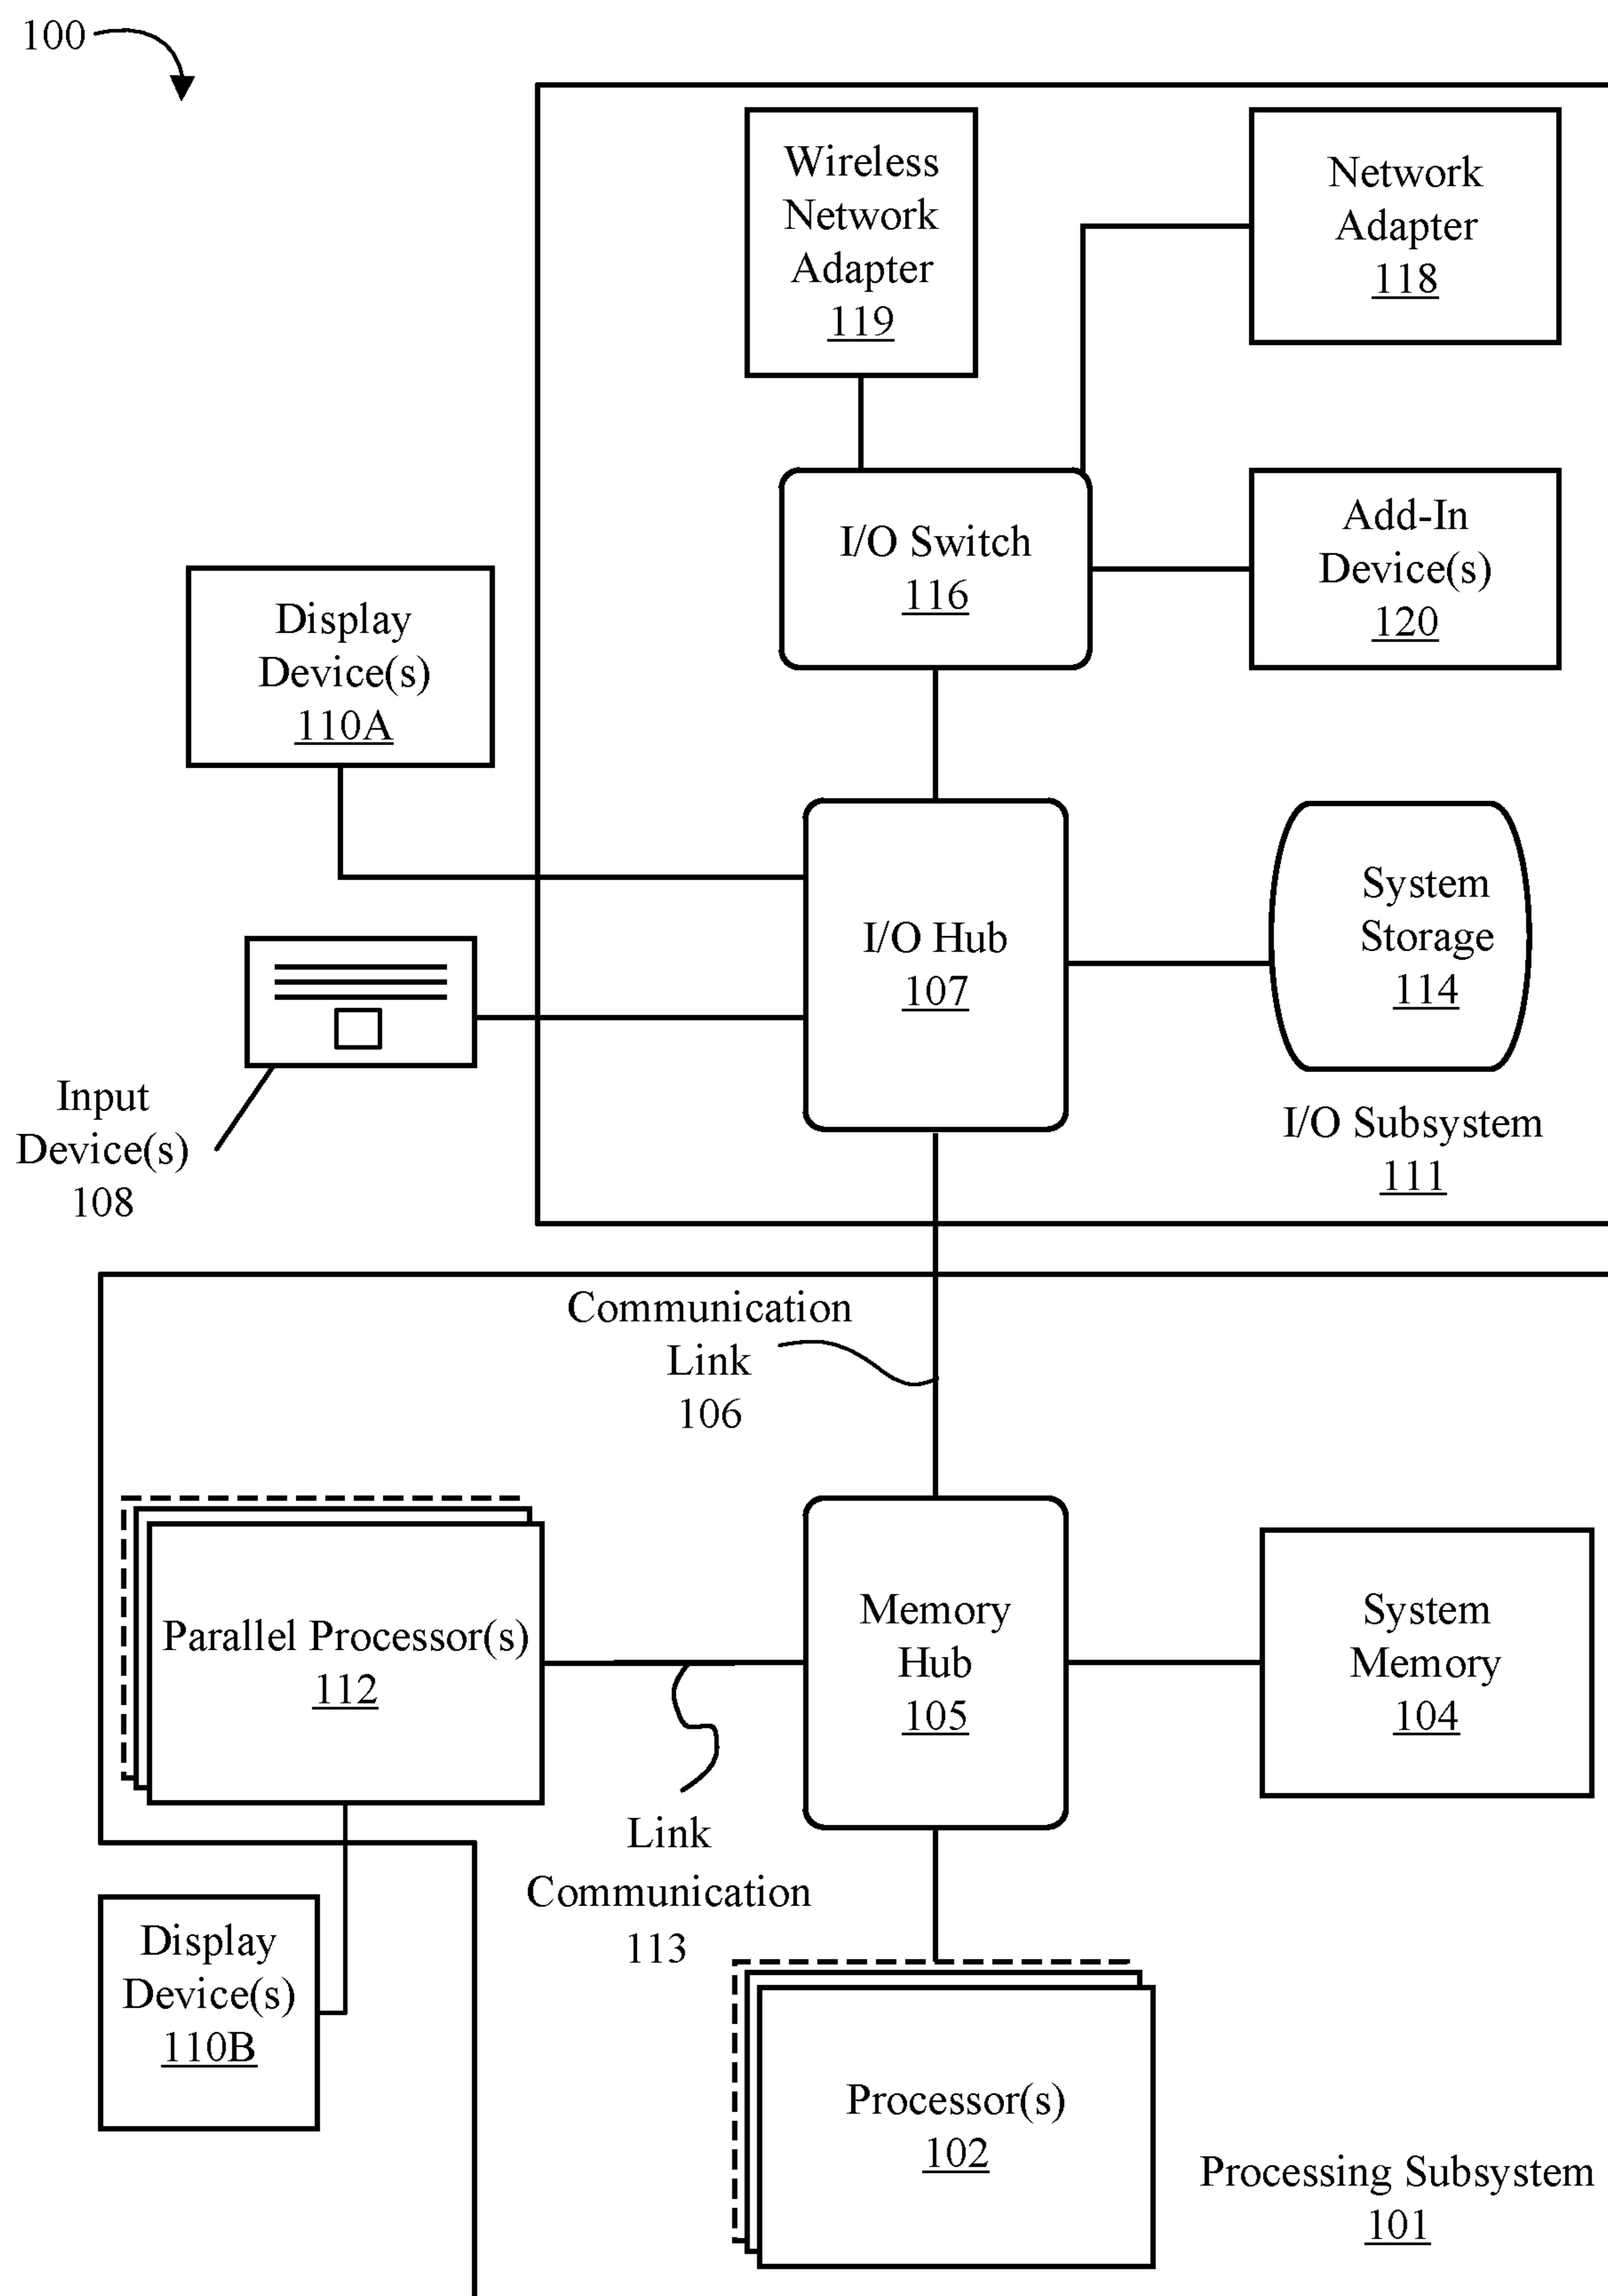 100
Wireless
Network
Adapter
119
Network
Adapter
118
I/O Switch
116
Add-In
Device(s)
120
Display
Device(s)
110A
I/O Hub
107
System
Storage
114
Input
Device(s)
108
I/O Subsystem
111
Communication
Link
106
Parallel Processor(s)
112
Memory
Hub
105
System
Memory
104
Link
Communication
113
Display
Device(s)
110B
Processor(s)
102
Processing Subsystem
101